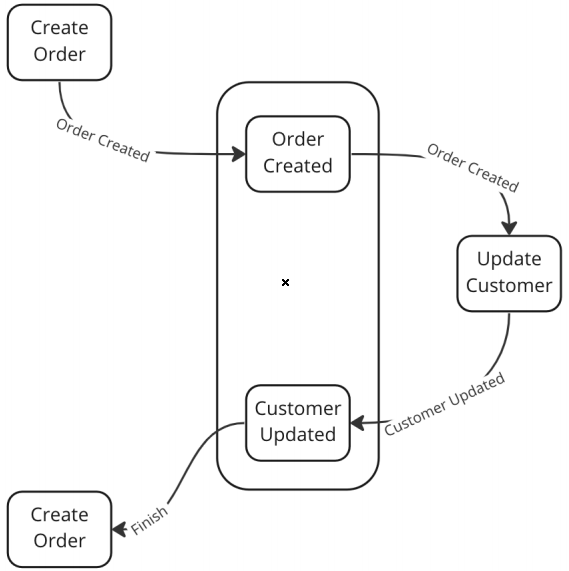 Create
Order
Order Created
Order
Created
Order Created
Update
Customer
Customer Updated
Customer
Updated
Finish
Create
Order